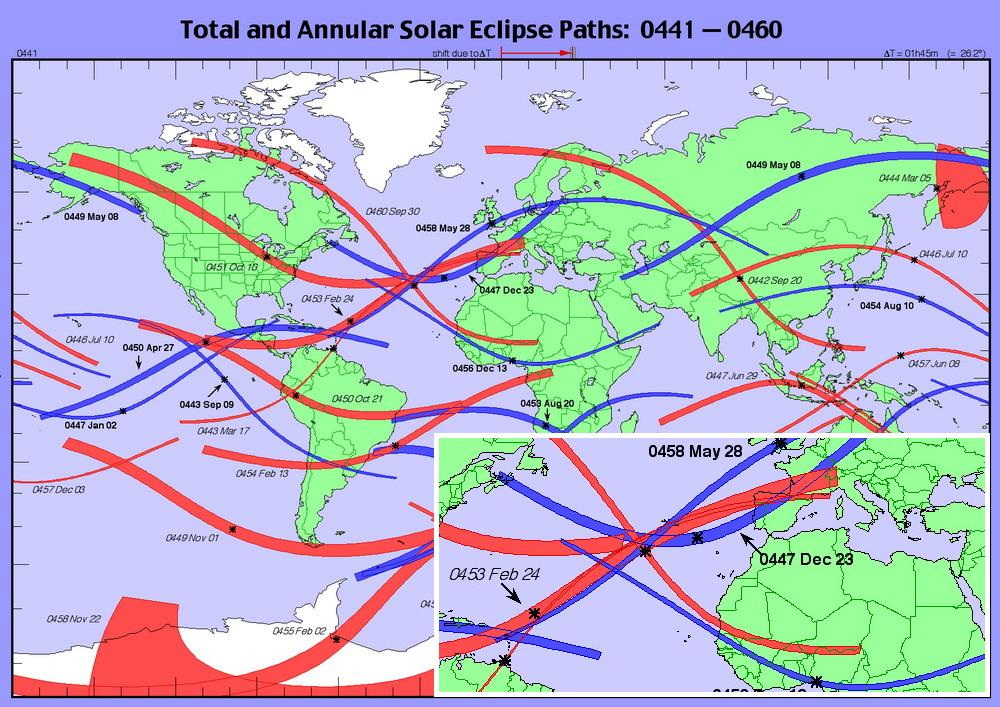 Total and Annular Solar Eclipse Paths: 0441 — 0460
0441
shift due to ΔT
ΔT = 01h45m (= 26.2°)
0449 May 08
0444 Mar 05
0460 Sep 30
0449 May 08
0458 May 28
0446 Jul 10
0451 Oct 10
0442 Sep 20
0447 Dec 23
0453 Feb 24
0454 Aug 10
0446 Jul 10
0450 Apr 27
0457 Jun 08
0456 Dec 13
0447 Jun 29
0450 Oct 21
0443 Sep 09
0453 Aug 20
0447 Jan 02
0443 Mar 17
0458 May 28
0454 Feb 13
0457 Dec 03
0449 Nov 01
0447 Dec 23
0453 Feb 24
0458 Nov 22
0455 Feb 02